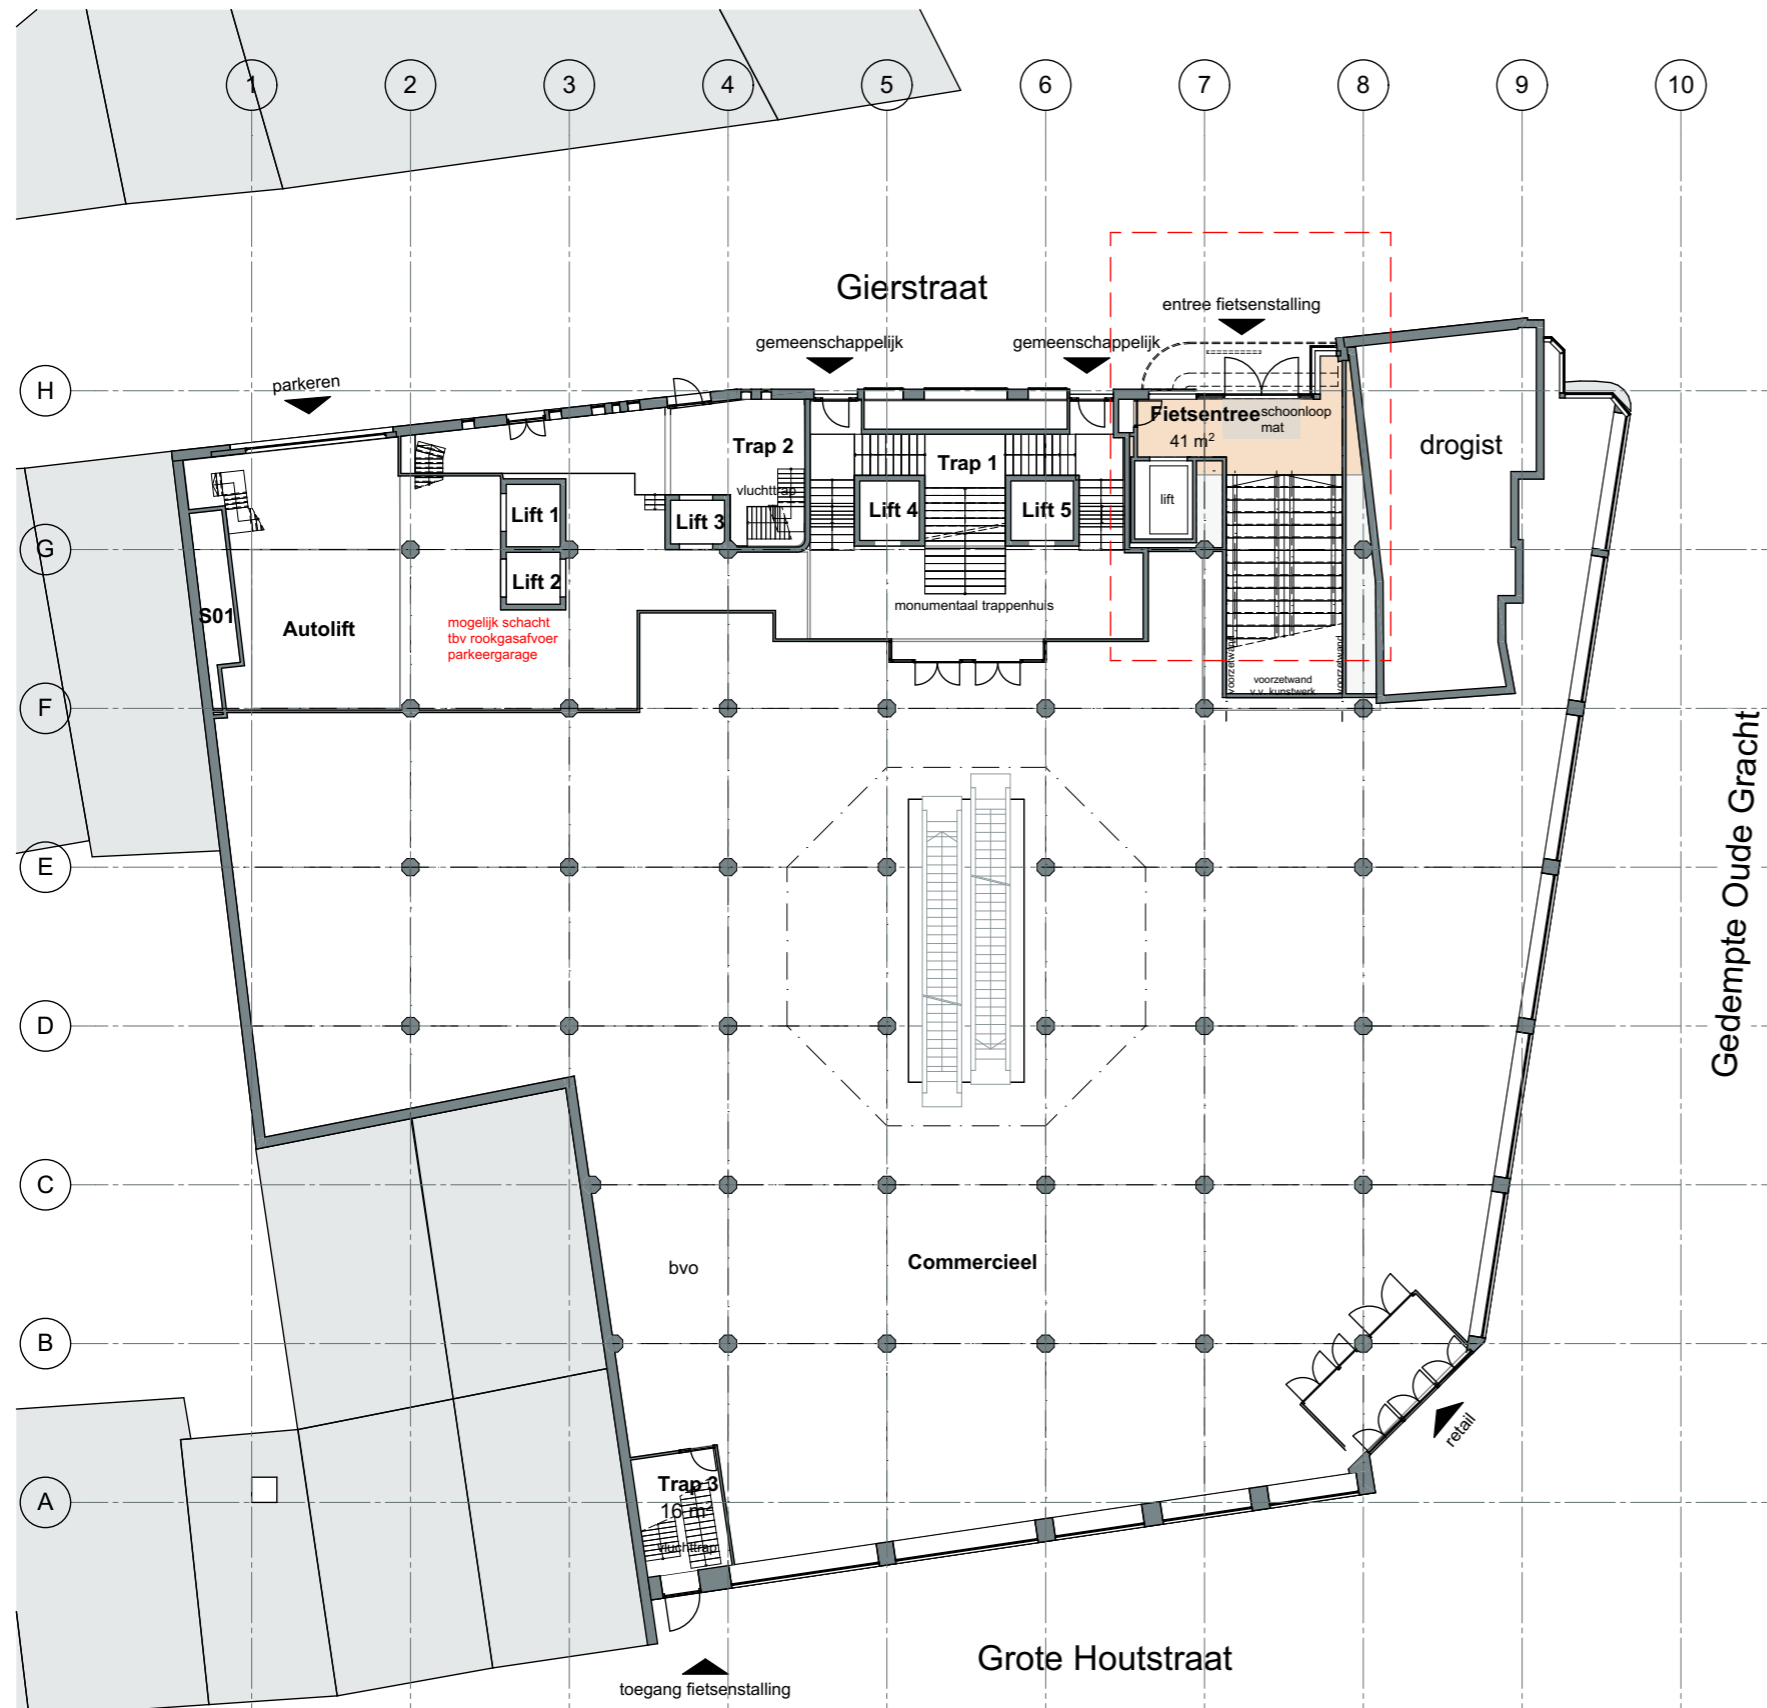 1 2 3 4 5 6 7 8 9 10
Gierstraat
entree fietsenstalling
gemeenschappelijk
gemeenschappelijk
parkeren
H
Fietsentree
41 m²
schoonloop
mat
drogist
Trap 2
Trap 1
vluchttrap
lift
Lift 1
Lift 3
Lift 4
Lift 5
G
Lift 2
monumentaal trappenhuis
S01
Autolift
mogelijk schacht
tbv rookgasafvoer
parkeergarage
voorzetwand
voorzetwand
voorzetwand
v.v. kunstwerk
F
Gedempte Oude Gracht
E
D
C
bvo
Commercieel
B
retail
A
Trap 3
16 m²
vluchttrap
Grote Houtstraat
toegang fietsenstalling